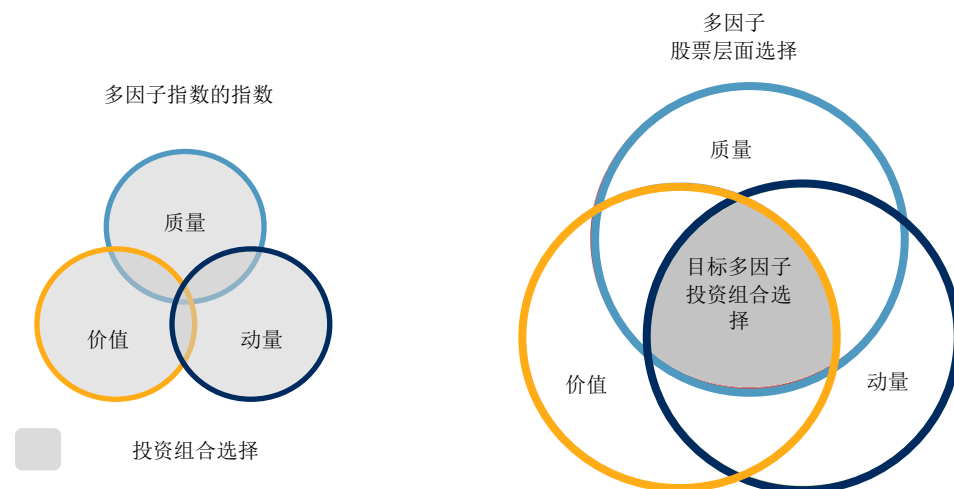 多因子指数的指数
质量
价值
动量
投资组合选择
多因子
股票层面选择
质量
目标多因子
投资组合选
择
价值
动量